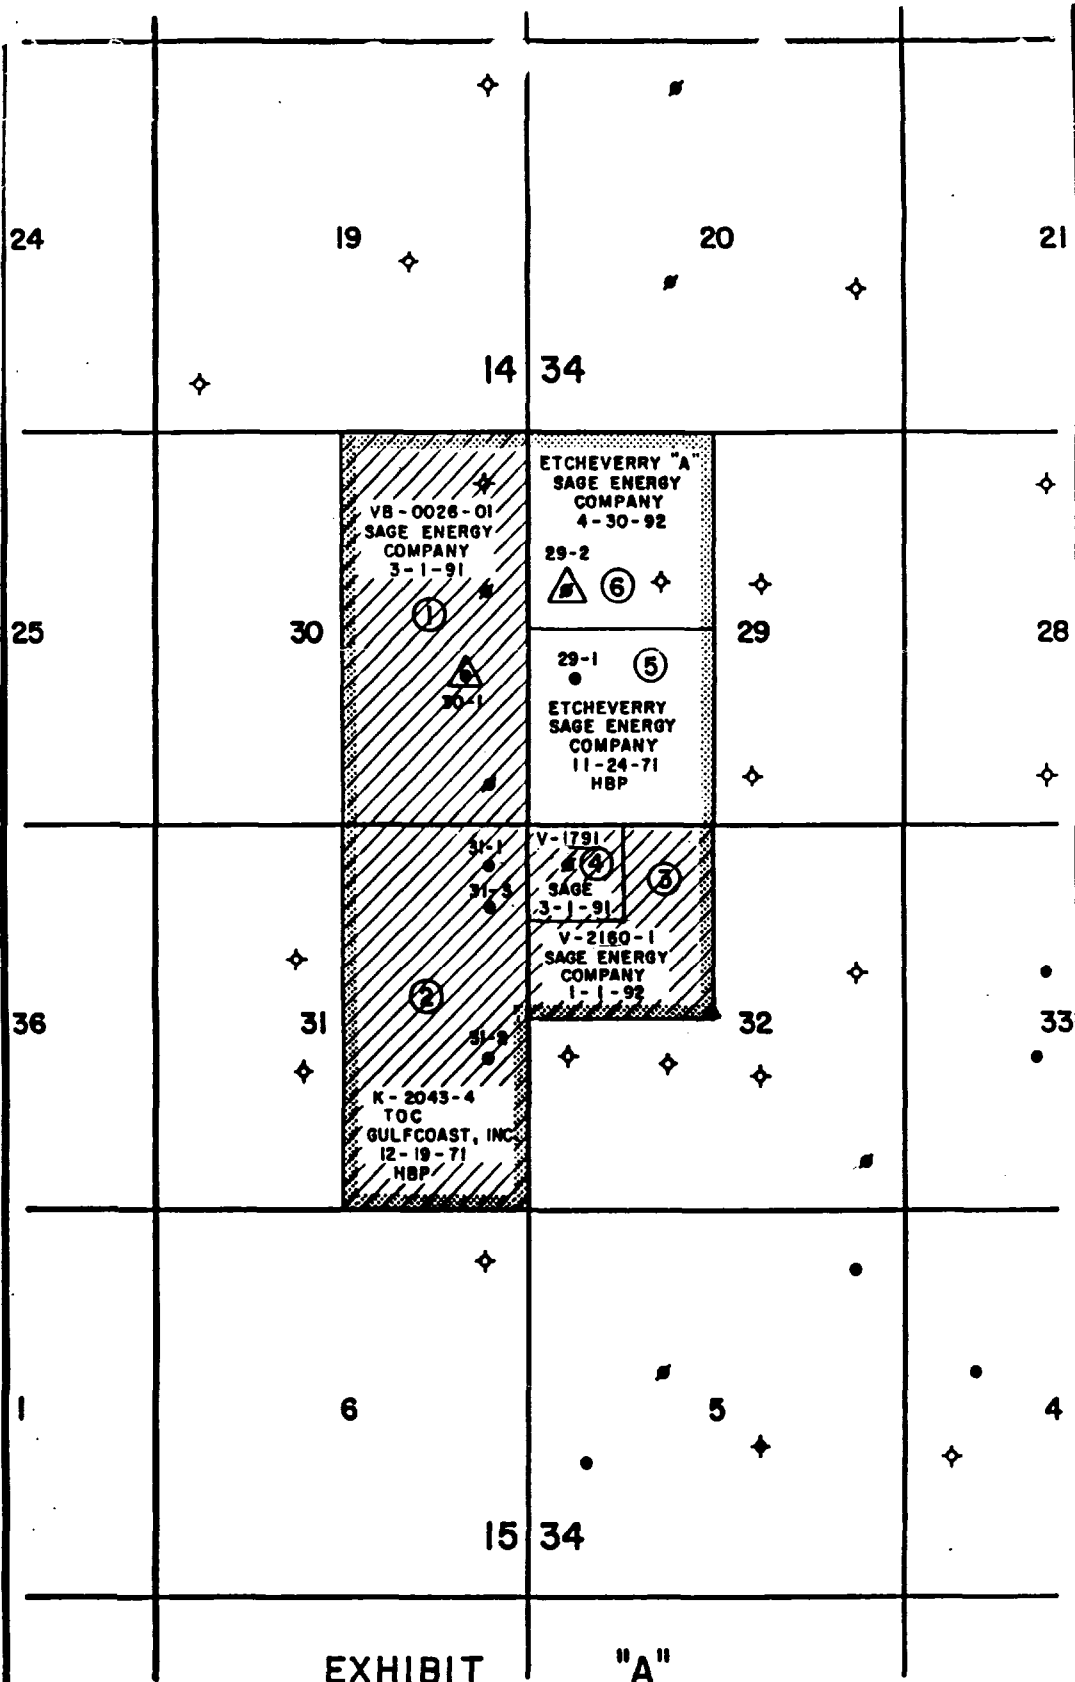 24
19
20
21
14 34
VB-0026-01
SAGE ENERGY
COMPANY
3-1-91
1
30-1
ETCHEVERRY "A"
SAGE ENERGY
COMPANY
4-30-92
29-2
6
25
30
29
28
29-1
5
ETCHEVERRY
SAGE ENERGY
COMPANY
11-24-71
HBP
31-1
31-3
V-1791
4
SAGE
3-1-91
3
V-2160-1
SAGE ENERGY
COMPANY
1-1-92
2
36
31
32
33
31-2
K-2043-4
TOC
GULFCOAST, INC
12-19-71
HBP
1
6
5
4
15 34
EXHIBIT "A"